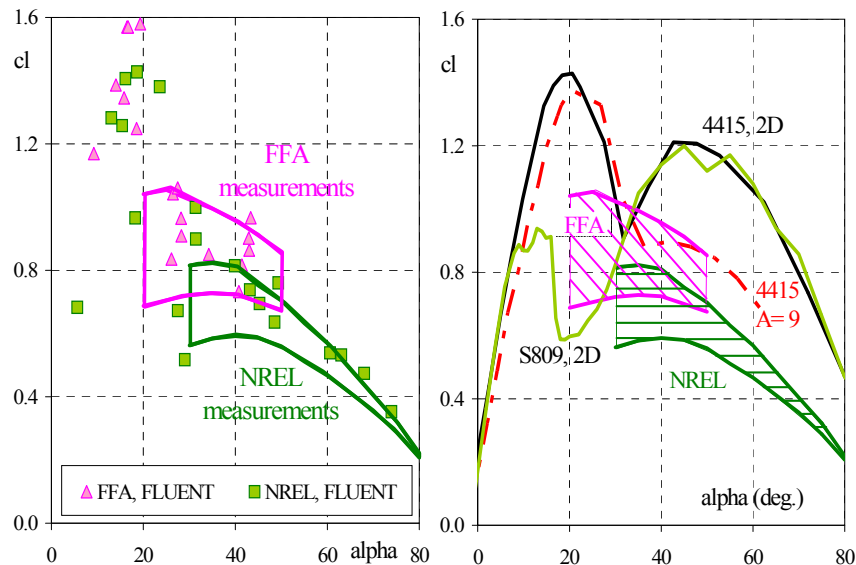 1.6
cl
1.2
0.8
0.4
0.0
0
20
40
60
80
alpha
FFA
measurements
NREL
measurements
FFA, FLUENT
NREL, FLUENT
1.6
cl
1.2
0.8
0.4
0.0
0
20
40
60
80
alpha (deg.)
4415, 2D
FFA
4415
A= 9
S809, 2D
NREL